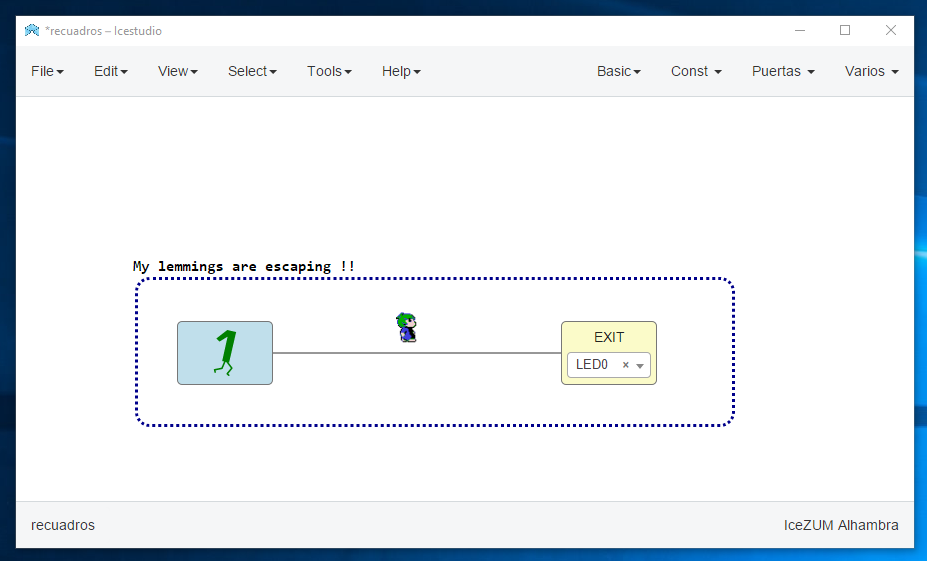 *recuadros – Icestudio
File Edit View Select Tools Help Basic Const Puertas Varios
My lemmings are escaping !!
1
EXIT
LED0 ×
recuadros IceZUM Alhambra